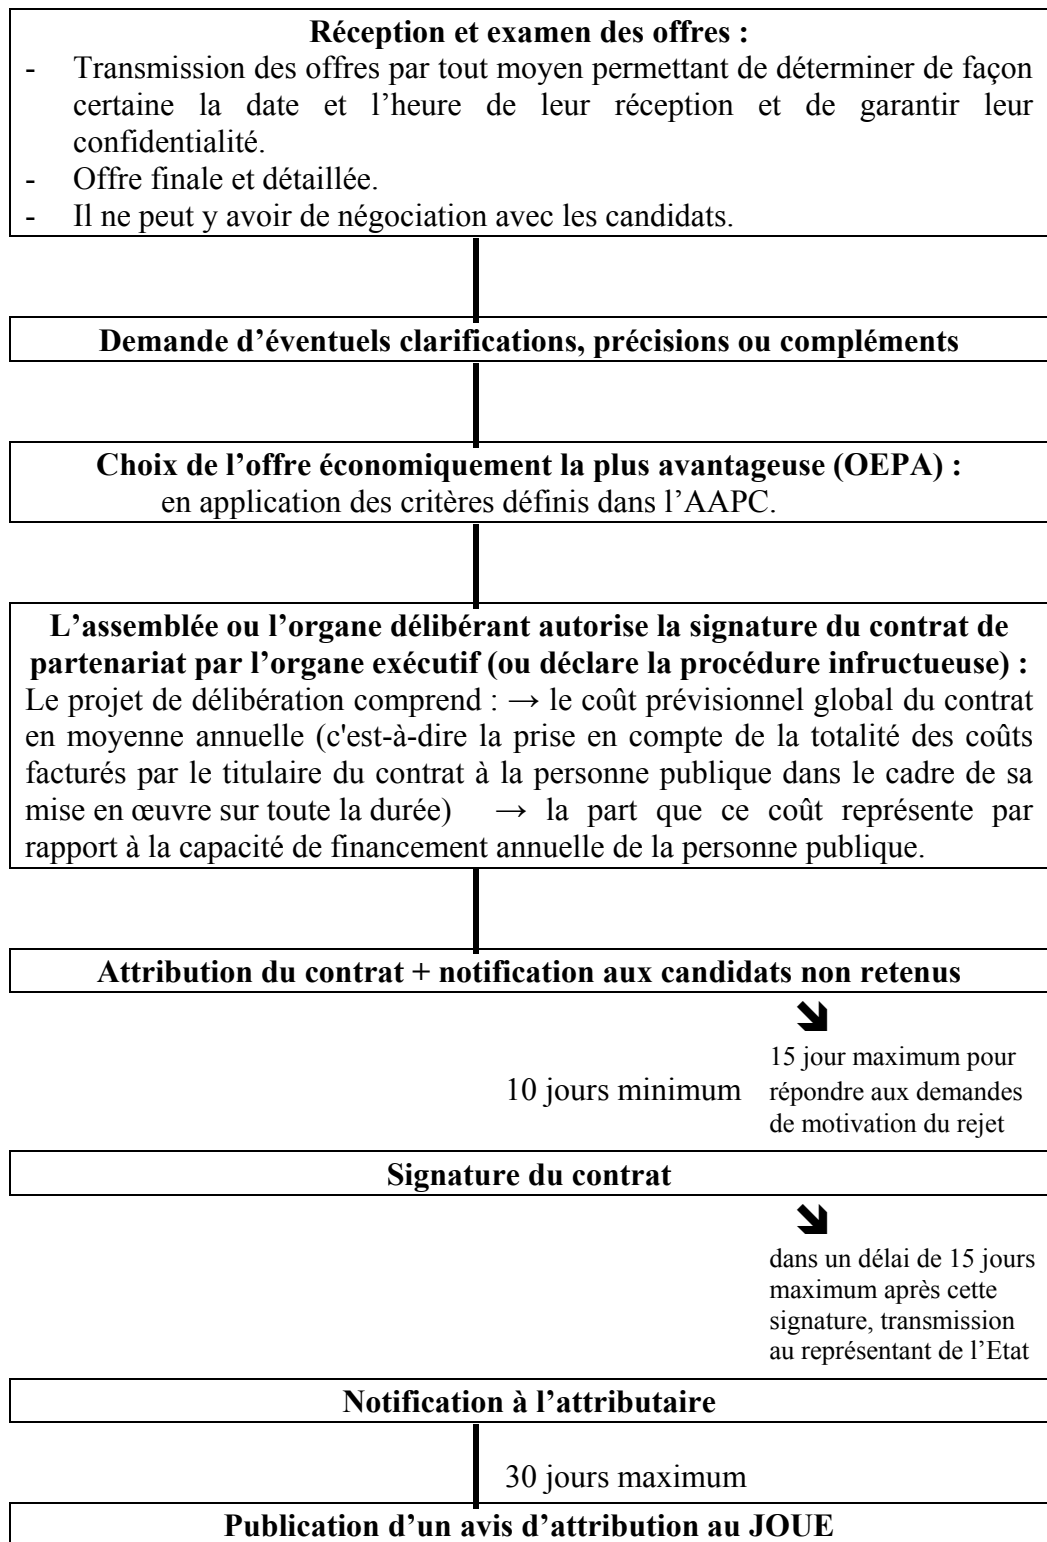 Réception et examen des offres :
- Transmission des offres par tout moyen permettant de déterminer de façon
certaine la date et l’heure de leur réception et de garantir leur
confidentialité.
- Offre finale et détaillée.
- Il ne peut y avoir de négociation avec les candidats.
Demande d’éventuels clarifications, précisions ou compléments
Choix de l’offre économiquement la plus avantageuse (OEPA) :
en application des critères définis dans l’AAPC.
L’assemblée ou l’organe délibérant autorise la signature du contrat de
partenariat par l’organe exécutif (ou déclare la procédure infructueuse) :
Le projet de délibération comprend : → le coût prévisionnel global du contrat
en moyenne annuelle (c'est-à-dire la prise en compte de la totalité des coûts
facturés par le titulaire du contrat à la personne publique dans le cadre de sa
mise en œuvre sur toute la durée) → la part que ce coût représente par
rapport à la capacité de financement annuelle de la personne publique.
Attribution du contrat + notification aux candidats non retenus
10 jours minimum
15 jour maximum pour
répondre aux demandes
de motivation du rejet
Signature du contrat
dans un délai de 15 jours
maximum après cette
signature, transmission
au représentant de l’Etat
Notification à l’attributaire
30 jours maximum
Publication d’un avis d’attribution au JOUE